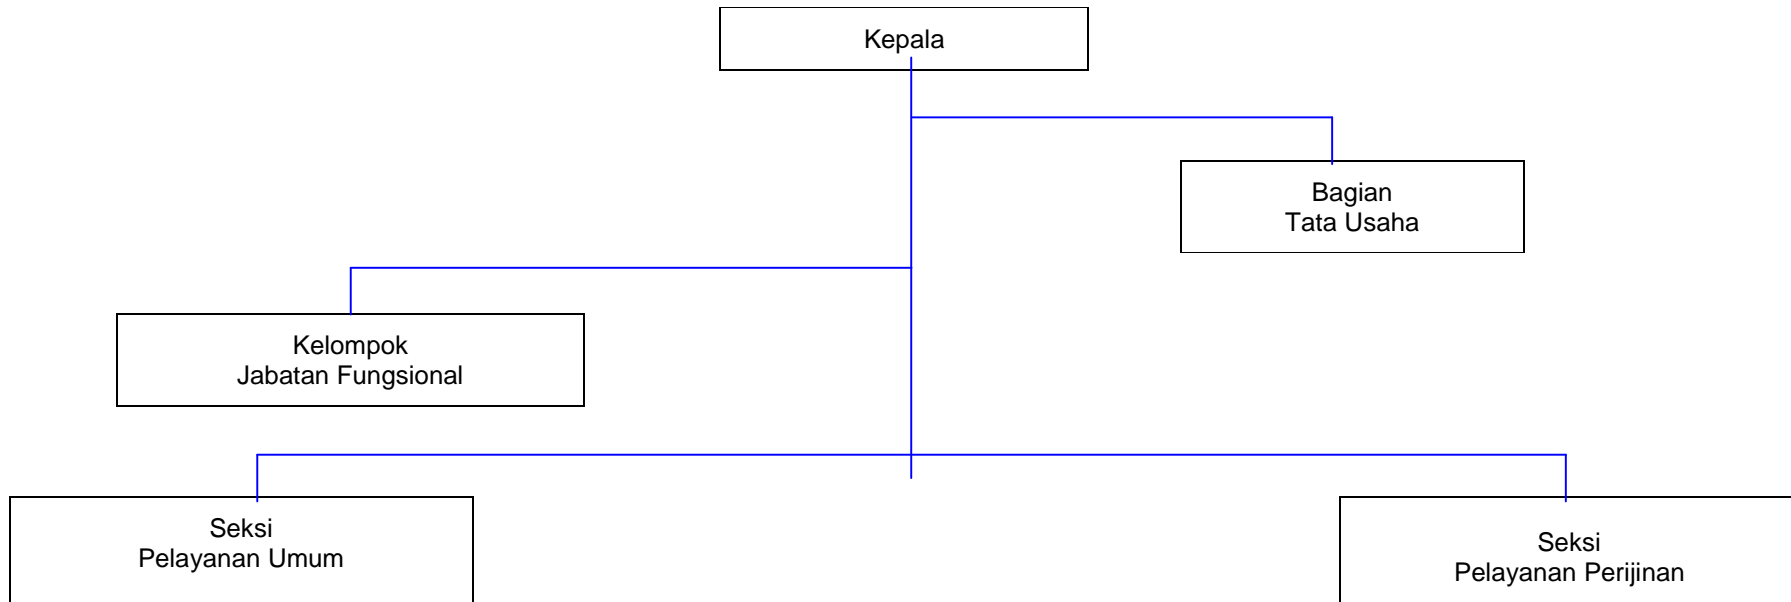 Kepala
Bagian
Tata Usaha
Kelompok
Jabatan Fungsional
Seksi
Pelayanan Umum
Seksi
Pelayanan Perijinan